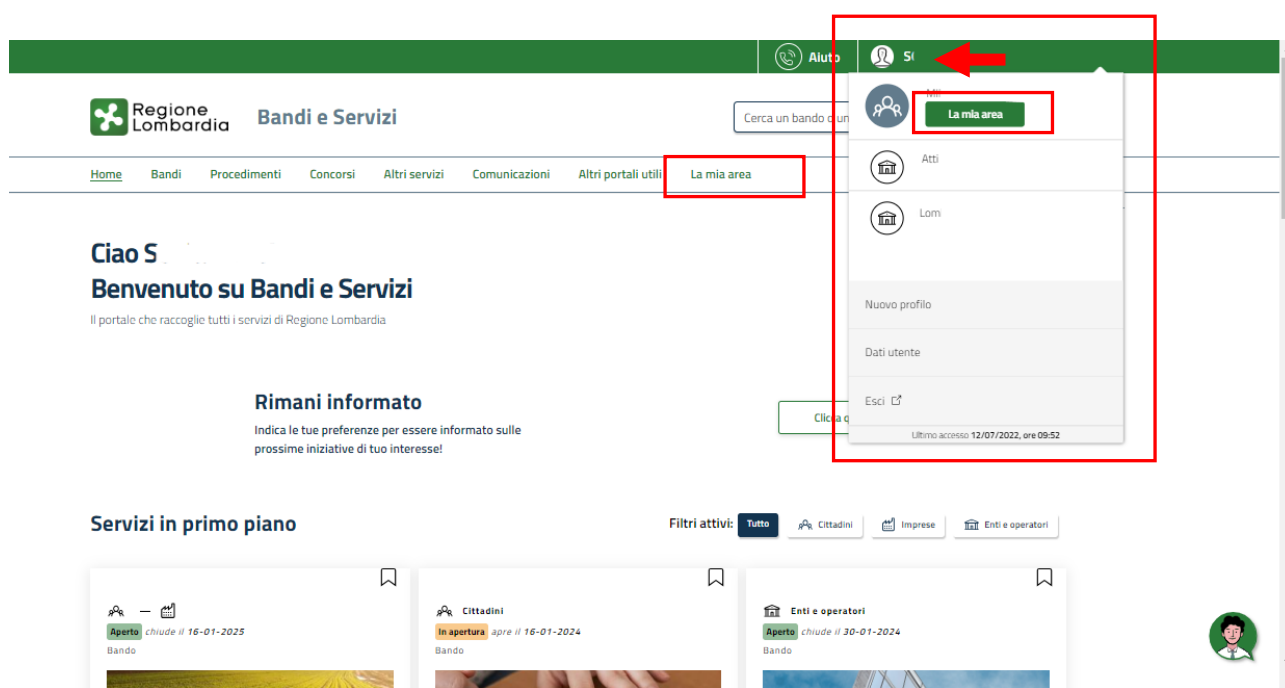 Aiuto
S
Regione
Lombardia
Bandi e Servizi
Cerca un bando o un
La mia area
Atti
Lom
Home Bandi Procedimenti Concorsi Altri servizi Comunicazioni Altri portali utili La mia area
Ciao S
Benvenuto su Bandi e Servizi
Il portale che raccoglie tutti i servizi di Regione Lombardia
Nuovo profilo
Dati utente
Esci
Ultimo accesso 12/07/2022, ore 09:52
Rimani informato
Indica le tue preferenze per essere informato sulle
prossime iniziative di tuo interesse!
Clicca q
Servizi in primo piano
Filtri attivi: Tutto Cittadini Imprese Enti e operatori
Aperto chiude il 16-01-2025
Bando
Cittadini
In apertura apre il 16-01-2024
Bando
Enti e operatori
Aperto chiude il 30-01-2024
Bando